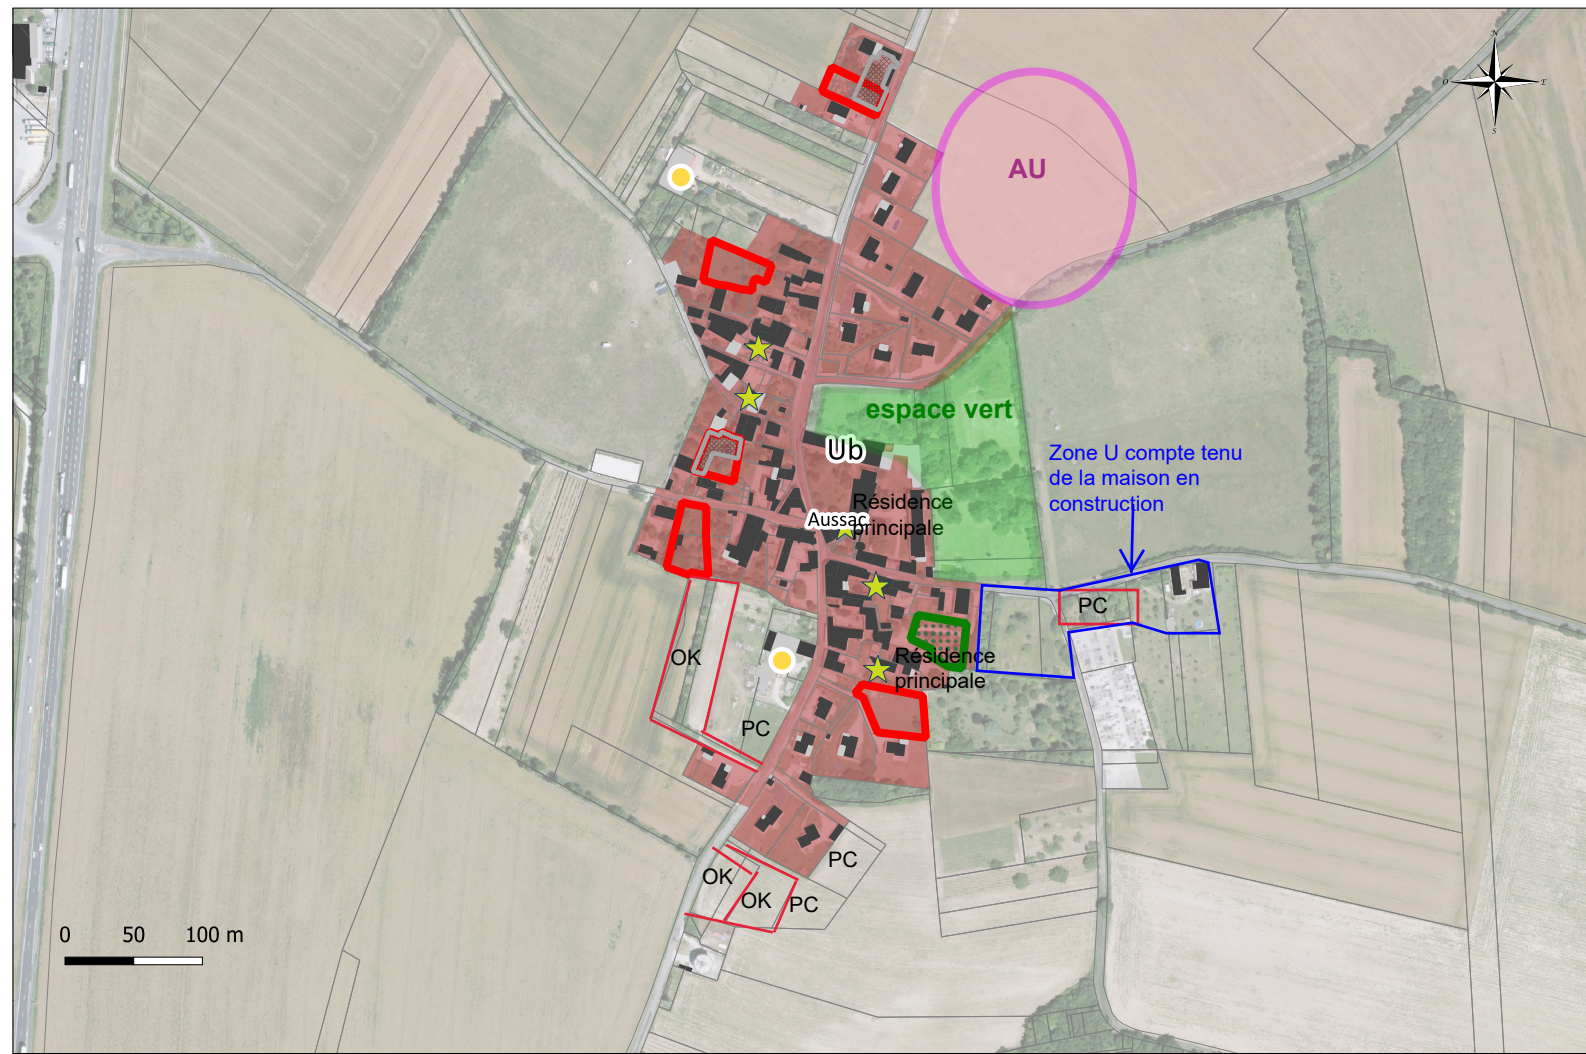 N
O
E
S
AU
espace vert
Ub
Zone U compte tenu
de la maison en
construction
Résidence
principale
Aussac
PC
OK
Résidence
principale
PC
PC
OK
OK
PC
0 50 100 m